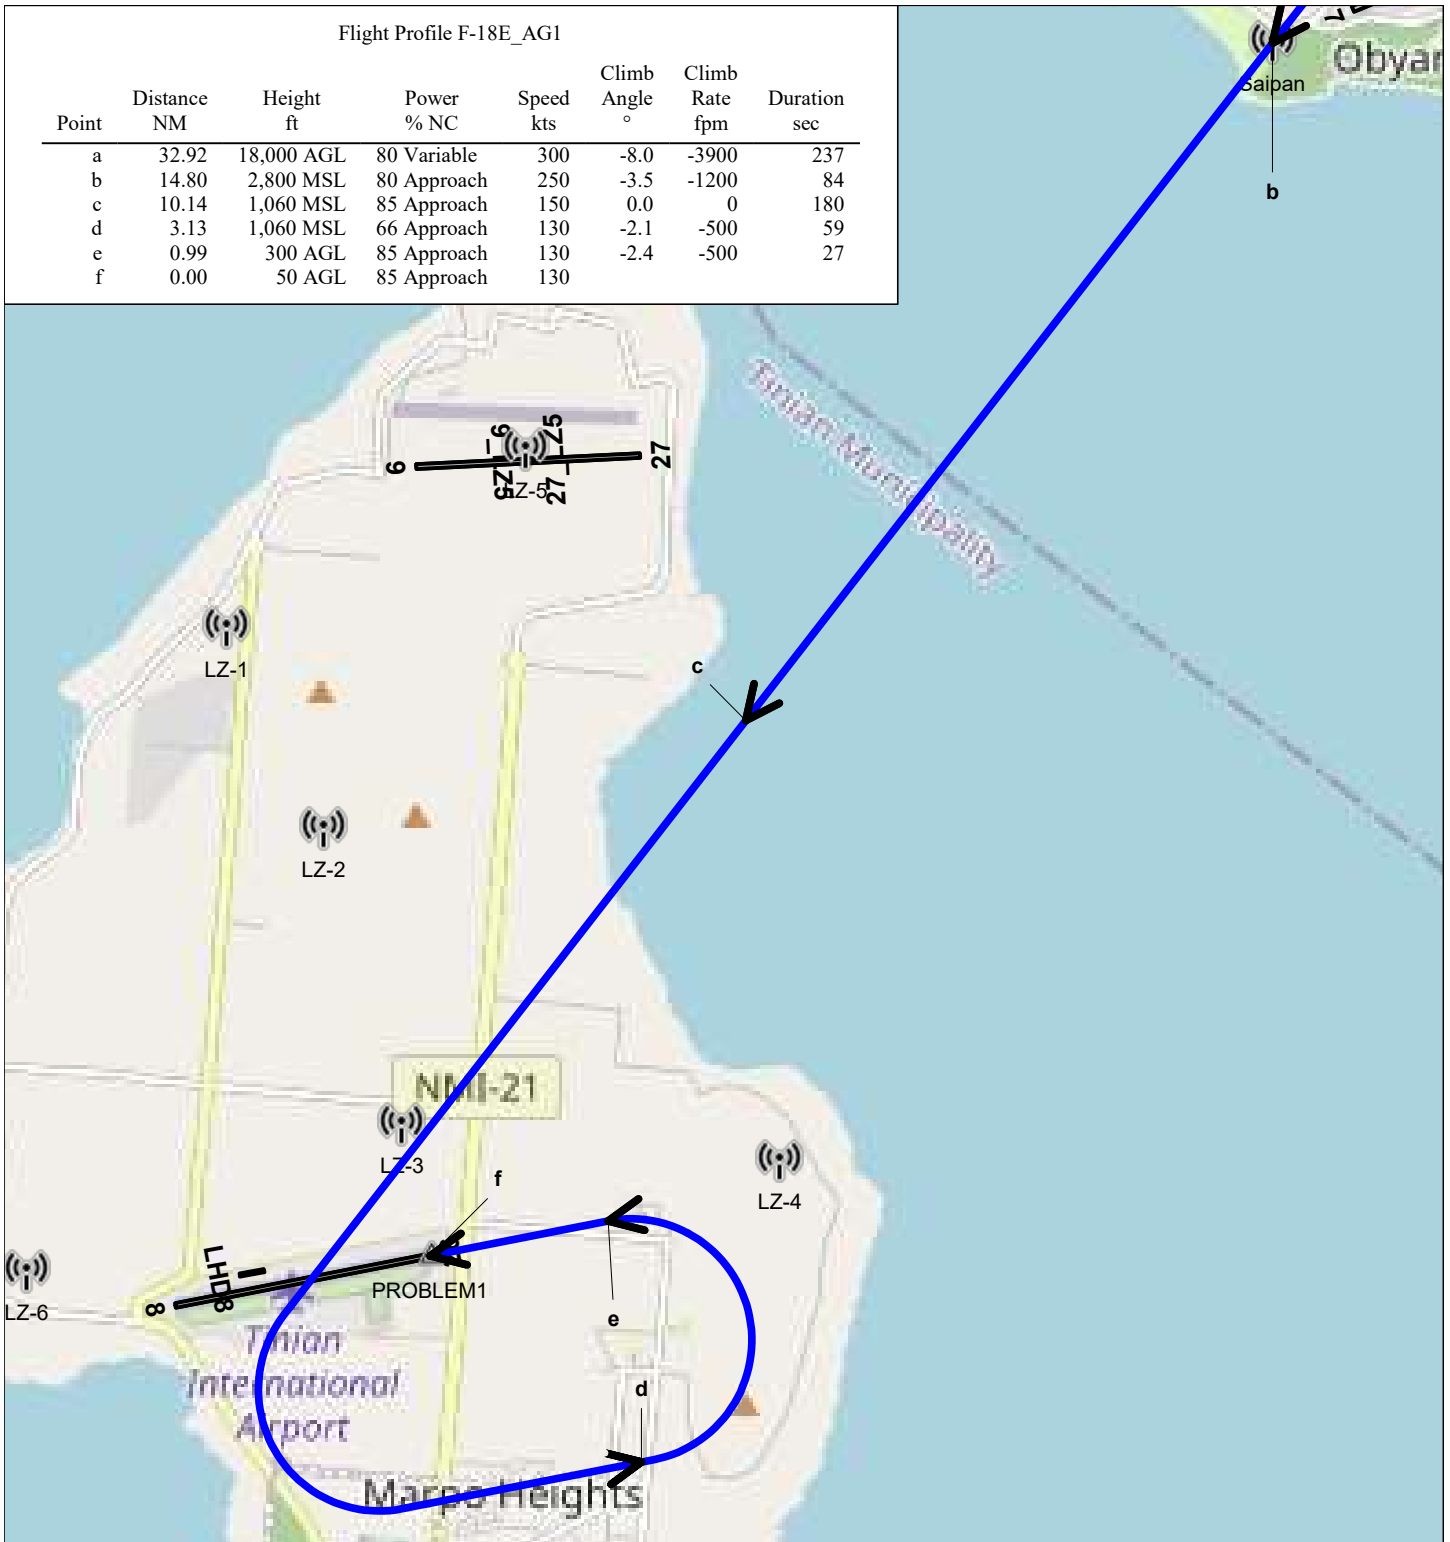 Flight Profile F-18E_AG1
Climb Climb
Distance Height Power Speed Angle Rate Duration
Point NM ft % NC kts ° fpm sec
a 32.92 18,000 AGL 80 Variable 300 -8.0 -3900 237
b 14.80 2,800 MSL 80 Approach 250 -3.5 -1200 84
c 10.14 1,060 MSL 85 Approach 150 0.0 0 180
d 3.13 1,060 MSL 66 Approach 130 -2.1 -500 59
e 0.99 300 AGL 85 Approach 130 -2.4 -500 27
f 0.00 50 AGL 85 Approach 130
Saipan
b
Tinian Municipality
9
27
LZ-5
27
LZ-1
c
LZ-2
NMI-21
LZ-3
LZ-4
f
LZ-6
LHD8
8
PROBLEM1
e
Tinian
International
Airport
d
Marpo Heights